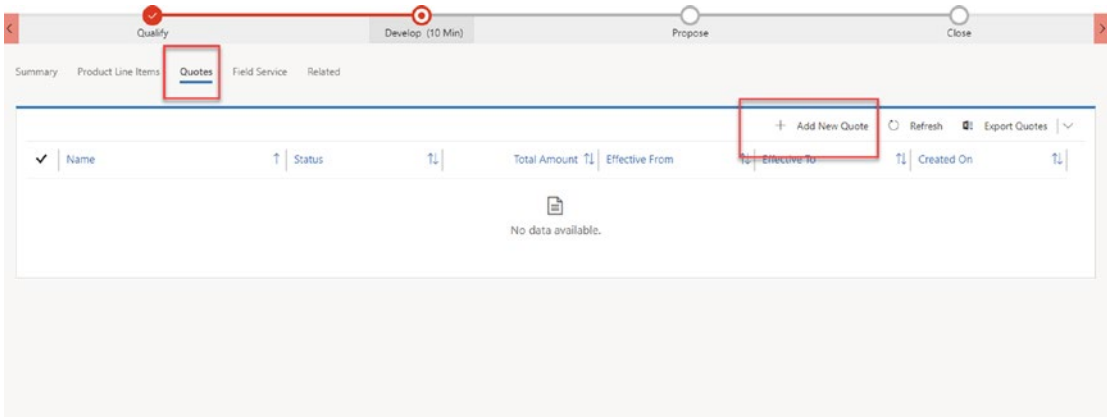 Qualify Develop (10 Min) Propose Close
Summary Product Line Items Quotes Field Service Related
+ Add New Quote Refresh Export Quotes
Name Status Total Amount Effective From Effective To Created On
No data available.